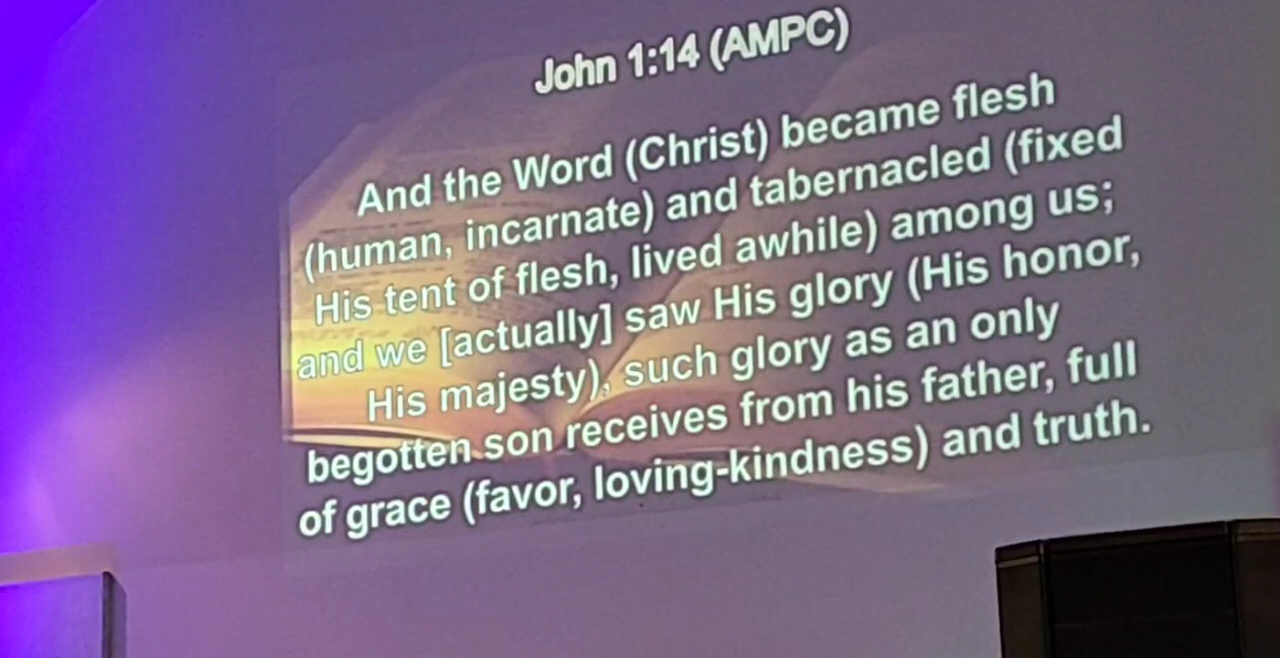 John 1:14 (AMPC)
And the Word (Christ) became flesh
(human, incarnate) and tabernacled (fixed
His tent of flesh, lived awhile) among us;
and we [actually] saw His glory (His honor,
His majesty), such glory as an only
begotten son receives from his father, full
of grace (favor, loving-kindness) and truth.